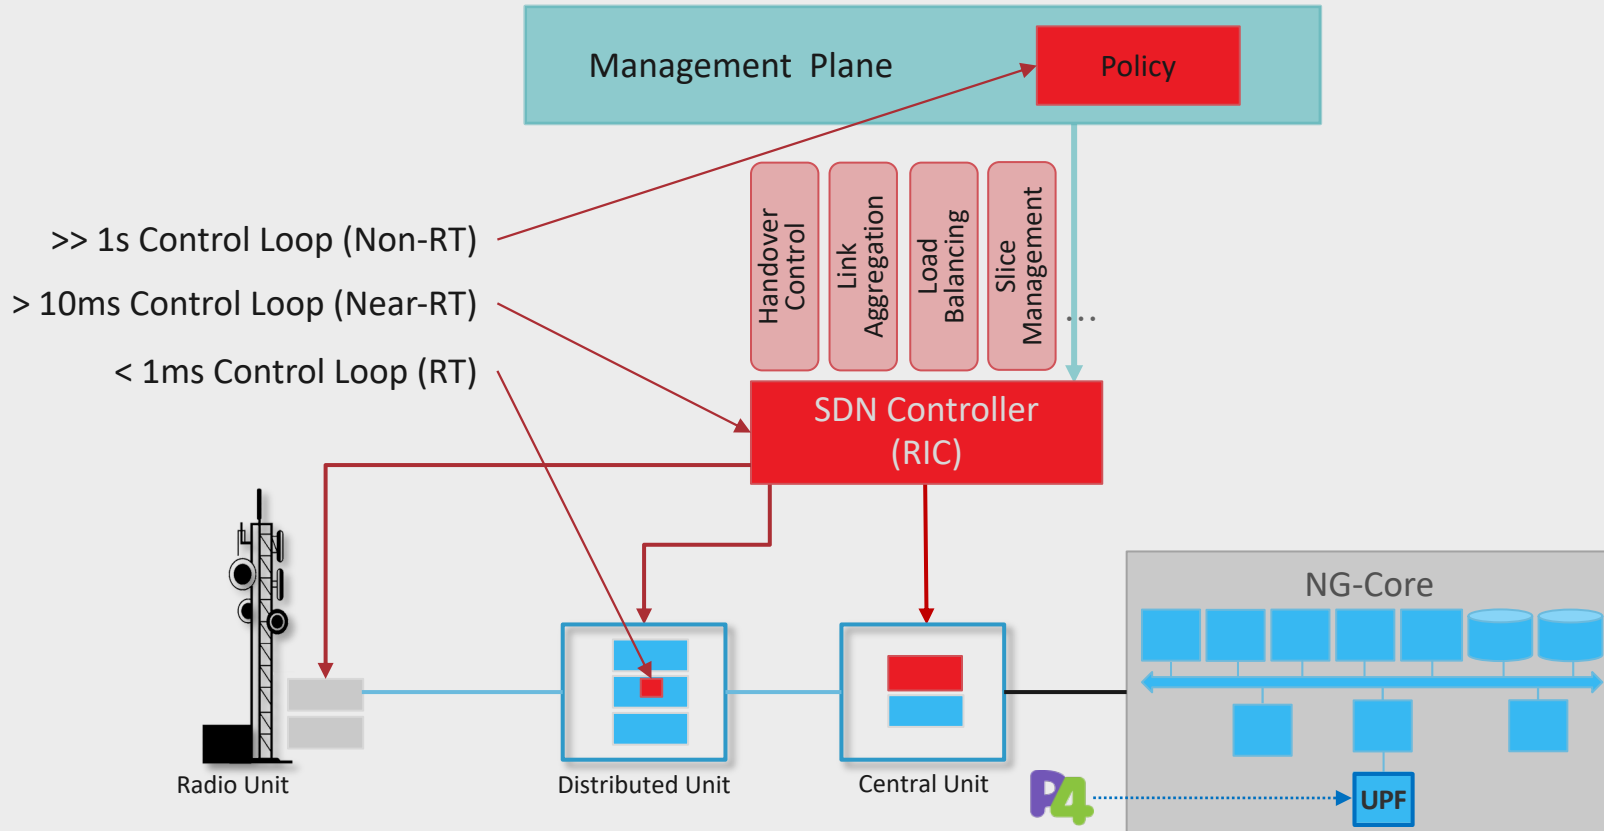 Management Plane
Policy
Handover
Control
Link
Aggregation
Load
Balancing
Slice
Management
...
>> 1s Control Loop (Non-RT)
> 10ms Control Loop (Near-RT)
< 1ms Control Loop (RT)
SDN Controller
(RIC)
NG-Core
Radio Unit
Distributed Unit
Central Unit
P4
UPF